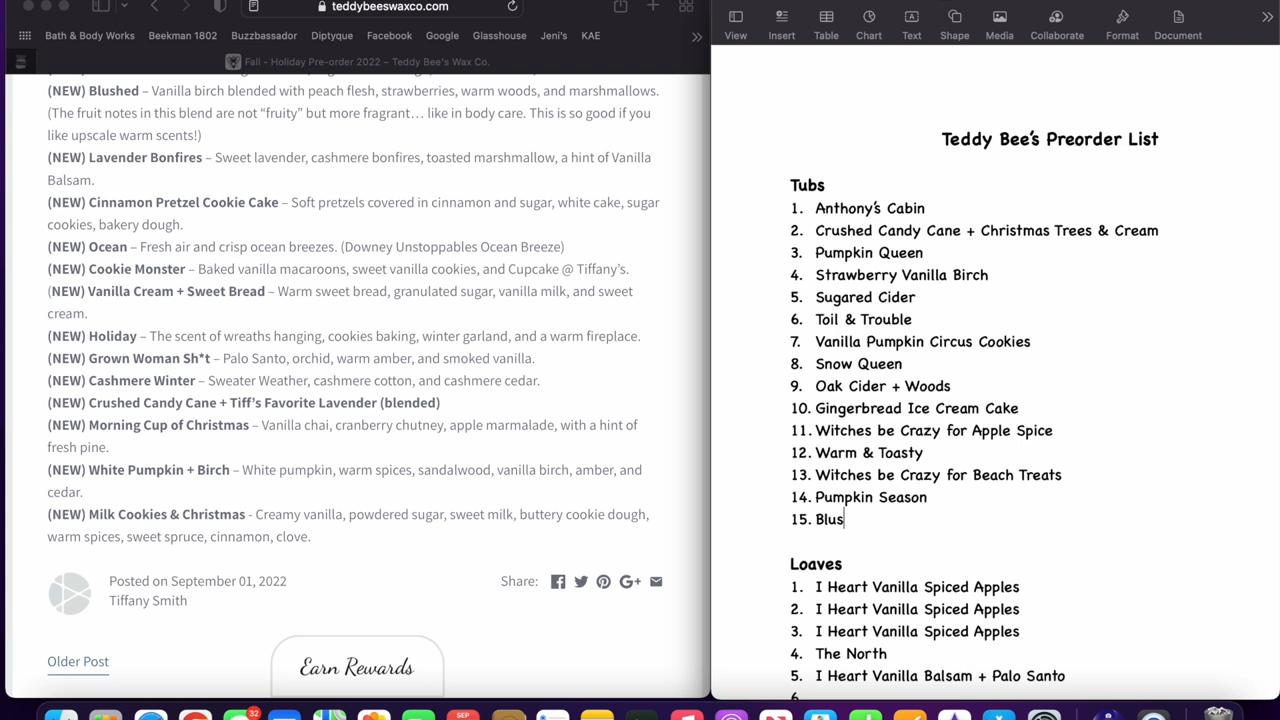 teddybeeswaxco.com
Bath & Body Works Beekman 1802 Buzzbassador Diptyque Facebook Google Glasshouse Jeni's KAE
Fall - Holiday Pre-order 2022 – Teddy Bee's Wax Co.
(NEW) Blushed – Vanilla birch blended with peach flesh, strawberries, warm woods, and marshmallows.
(The fruit notes in this blend are not “fruity” but more fragrant… like in body care. This is so good if you
like upscale warm scents!)
(NEW) Lavender Bonfires – Sweet lavender, cashmere bonfires, toasted marshmallow, a hint of Vanilla
Balsam.
(NEW) Cinnamon Pretzel Cookie Cake – Soft pretzels covered in cinnamon and sugar, white cake, sugar
cookies, bakery dough.
(NEW) Ocean – Fresh air and crisp ocean breezes. (Downey Unstoppables Ocean Breeze)
(NEW) Cookie Monster – Baked vanilla macaroons, sweet vanilla cookies, and Cupcake @ Tiffany’s.
(NEW) Vanilla Cream + Sweet Bread – Warm sweet bread, granulated sugar, vanilla milk, and sweet
cream.
(NEW) Holiday – The scent of wreaths hanging, cookies baking, winter garland, and a warm fireplace.
(NEW) Grown Woman Sh*t – Palo Santo, orchid, warm amber, and smoked vanilla.
(NEW) Cashmere Winter – Sweater Weather, cashmere cotton, and cashmere cedar.
(NEW) Crushed Candy Cane + Tiff’s Favorite Lavender (blended)
(NEW) Morning Cup of Christmas – Vanilla chai, cranberry chutney, apple marmalade, with a hint of
fresh pine.
(NEW) White Pumpkin + Birch – White pumpkin, warm spices, sandalwood, vanilla birch, amber, and
cedar.
(NEW) Milk Cookies & Christmas - Creamy vanilla, powdered sugar, sweet milk, buttery cookie dough,
warm spices, sweet spruce, cinnamon, clove.
Posted on September 01, 2022
Tiffany Smith
Share:
Older Post
Earn Rewards
View Insert Table Chart Text Shape Media Collaborate Format Document
Teddy Bee’s Preorder List
Tubs
1. Anthony’s Cabin
2. Crushed Candy Cane + Christmas Trees & Cream
3. Pumpkin Queen
4. Strawberry Vanilla Birch
5. Sugared Cider
6. Toil & Trouble
7. Vanilla Pumpkin Circus Cookies
8. Snow Queen
9. Oak Cider + Woods
10. Gingerbread Ice Cream Cake
11. Witches be Crazy for Apple Spice
12. Warm & Toasty
13. Witches be Crazy for Beach Treats
14. Pumpkin Season
15. Blus
Loaves
1. I Heart Vanilla Spiced Apples
2. I Heart Vanilla Spiced Apples
3. I Heart Vanilla Spiced Apples
4. The North
5. I Heart Vanilla Balsam + Palo Santo
6.
32
SEP